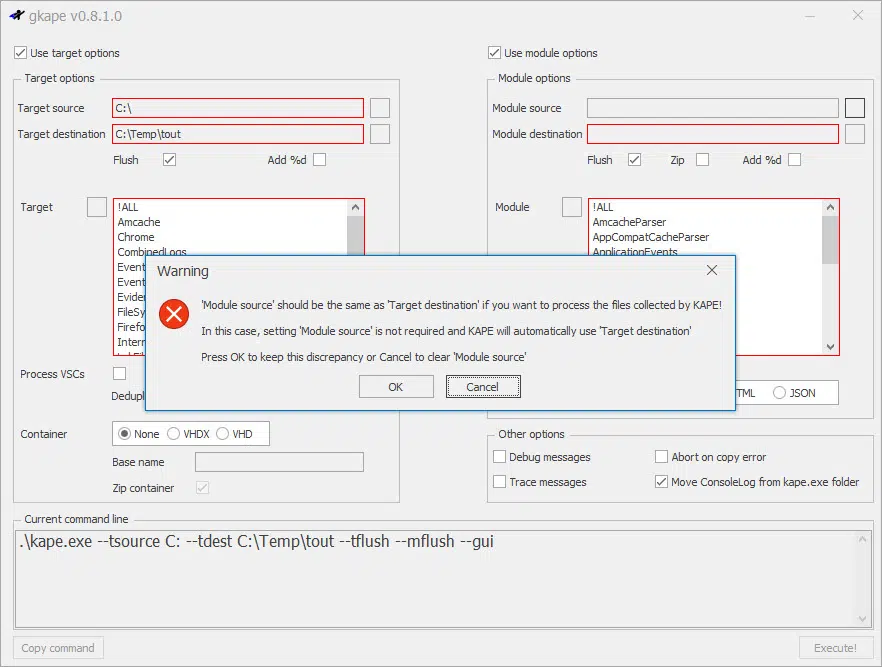 gkape v0.8.1.0
Use target options
Use module options
Target options
Module options
Target source
C:\
Module source
Target destination
C:\Temp\tout
Module destination
Flush
Add %d
Flush
Zip
Add %d
Target
!ALL
Amcache
Chrome
CombinedLogs
Event
Event
Evider
FileSy
Firefo
Intern
Module
!ALL
AmcacheParser
AppCompatCacheParser
ApplicationEvents
Warning
'Module source' should be the same as 'Target destination' if you want to process the files collected by KAPE!
In this case, setting 'Module source' is not required and KAPE will automatically use 'Target destination'
Press OK to keep this discrepancy or Cancel to clear 'Module source'
OK
Cancel
Process VSCs
Dedupl
TML
JSON
Container
None
VHDX
VHD
Base name
Zip container
Other options
Debug messages
Abort on copy error
Trace messages
Move ConsoleLog from kape.exe folder
Current command line
.\kape.exe --tsource C: --tdest C:\Temp\tout --tflush --mflush --gui
Copy command
Execute!